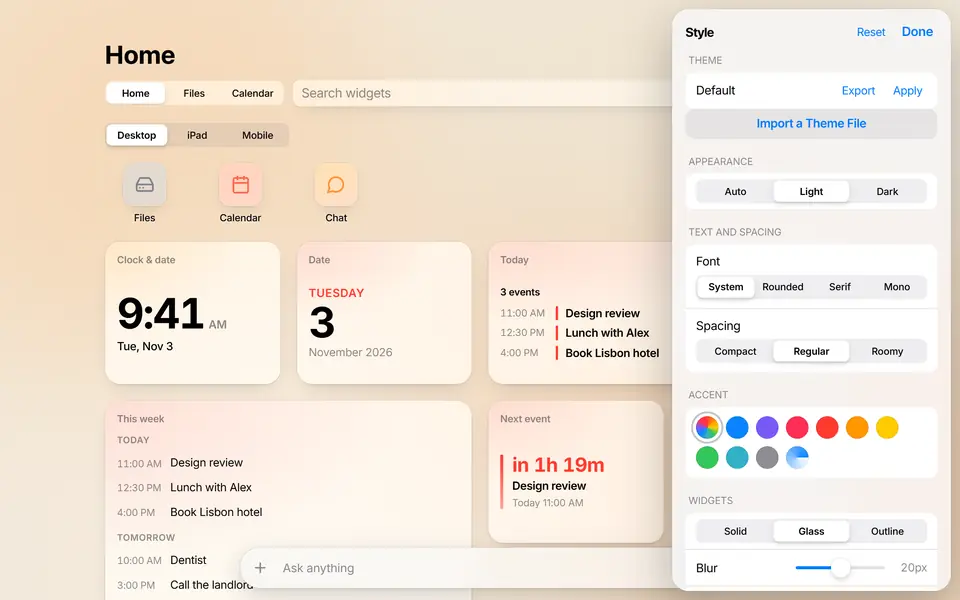 Home
Home Files Calendar
Search widgets
Desktop iPad Mobile
Files Calendar Chat
Clock & date
9:41 AM
Tue, Nov 3
Date
TUESDAY
3
November 2026
Today
3 events
11:00 AM Design review
12:30 PM Lunch with Alex
4:00 PM Book Lisbon hotel
This week
TODAY
11:00 AM Design review
12:30 PM Lunch with Alex
4:00 PM Book Lisbon hotel
TOMORROW
10:00 AM Dentist
3:00 PM Call the landlord
Next event
in 1h 19m
Design review
Today 11:00 AM
Ask anything
Style Reset Done
THEME
Default Export Apply
Import a Theme File
APPEARANCE
Auto Light Dark
TEXT AND SPACING
Font
System Rounded Serif Mono
Spacing
Compact Regular Roomy
ACCENT
WIDGETS
Solid Glass Outline
Blur 20px